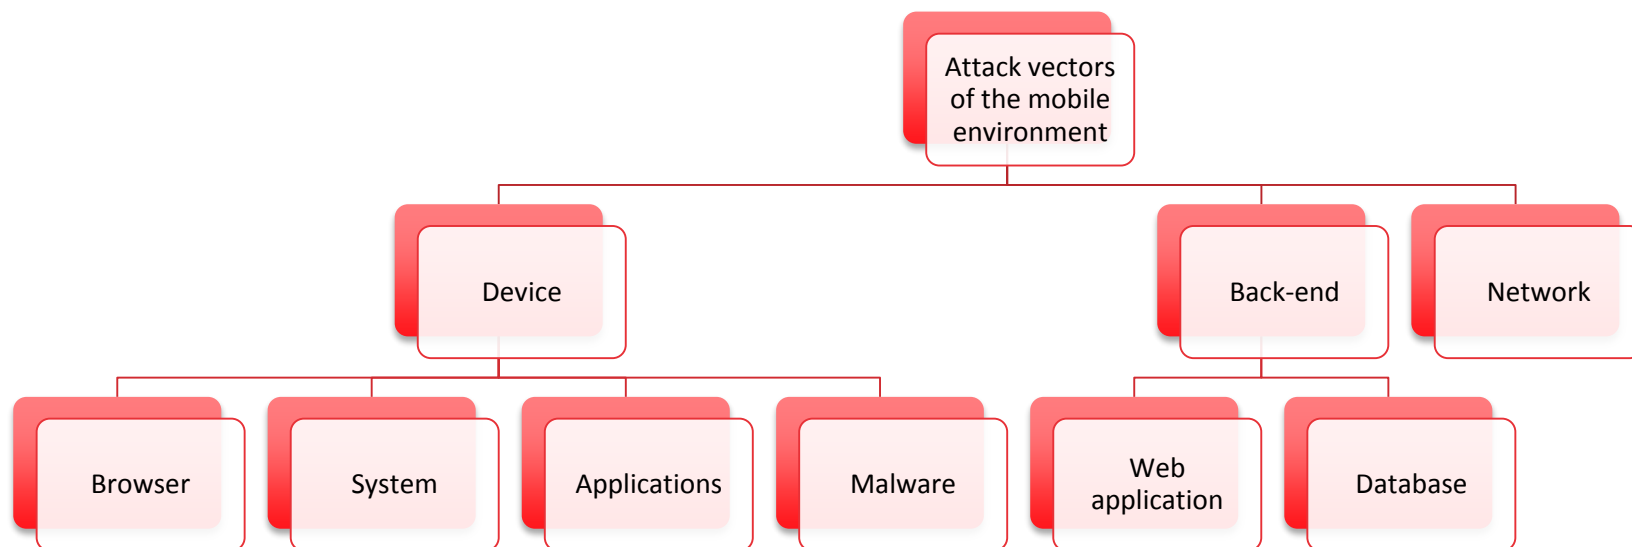 Attack vectors
of the mobile
environment
Device
Back-end
Network
Browser
System
Applications
Malware
Web
application
Database